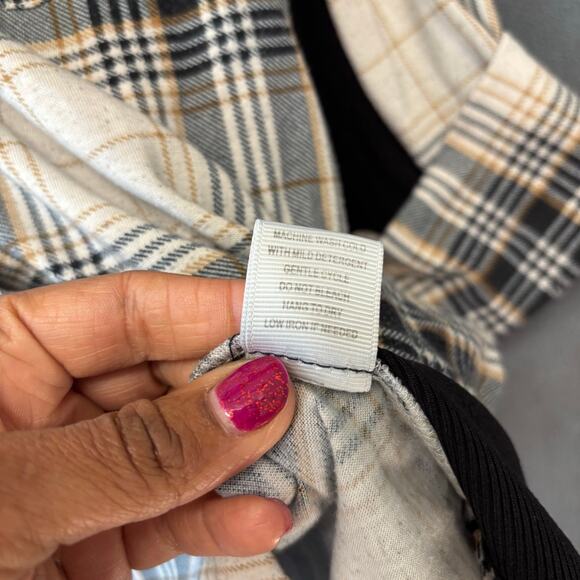 MACHINE WASH COLD
WITH MILD DETERGENT
GENTLE CYCLE
DO NOT BLEACH
HANG TO DRY
LOW IRON IF NEEDED